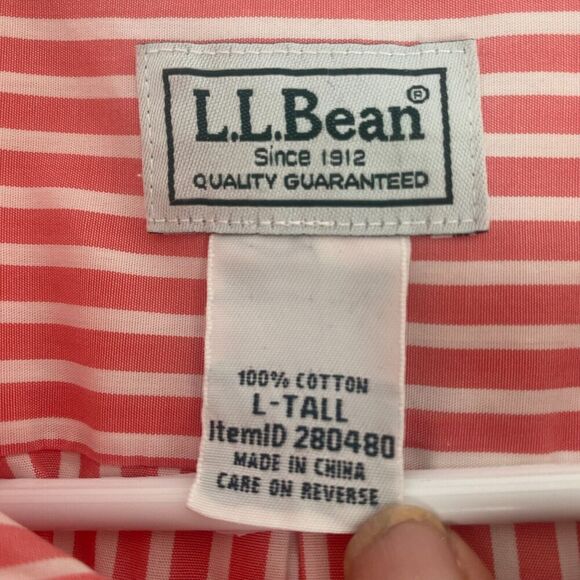 L.L.Bean®
Since 1912
QUALITY GUARANTEED
100% COTTON
L-TALL
ItemID 280480
MADE IN CHINA
CARE ON REVERSE